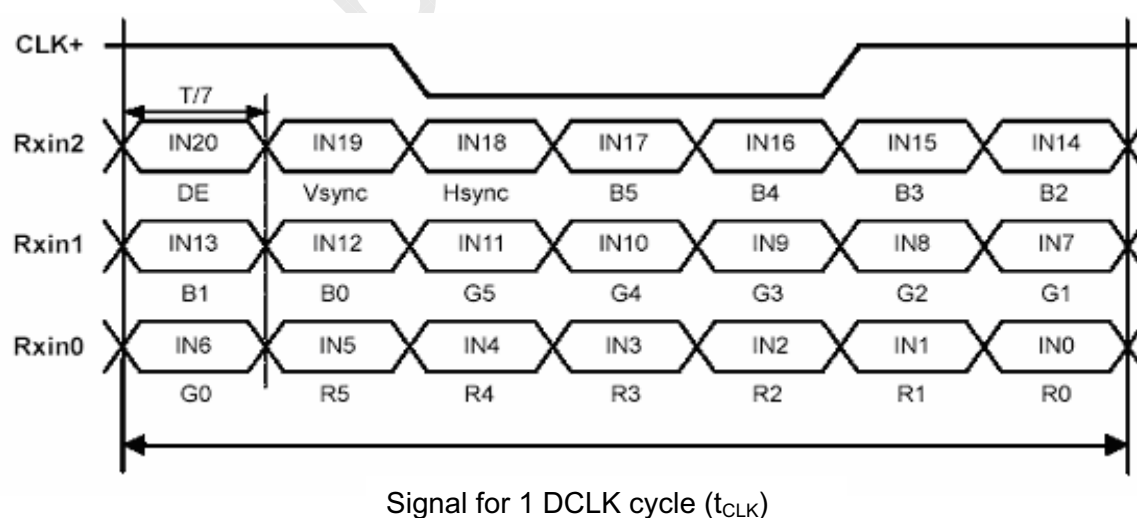 CLK+
T/7
Rxin2 IN20 IN19 IN18 IN17 IN16 IN15 IN14
DE Vsync Hsync B5 B4 B3 B2
Rxin1 IN13 IN12 IN11 IN10 IN9 IN8 IN7
B1 B0 G5 G4 G3 G2 G1
Rxin0 IN6 IN5 IN4 IN3 IN2 IN1 IN0
G0 R5 R4 R3 R2 R1 R0
Signal for 1 DCLK cycle (tCLK)